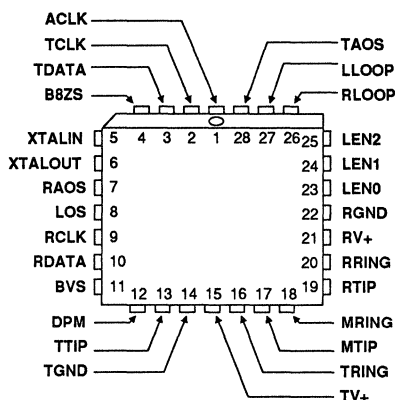 ACLK
TCLK TAOS
TDATA LLOOP
B8ZS RLOOP
4 3 2 1 28 27 26
XTALIN 5 25 LEN2
XTALOUT 6 24 LEN1
RAOS 7 23 LEN0
LOS 8 22 RGND
RCLK 9 21 RV+
RDATA 10 20 RRING
BVS 11 19 RTIP
12 13 14 15 16 17 18
DPM MRING
TTIP MTIP
TGND TRING
TV+